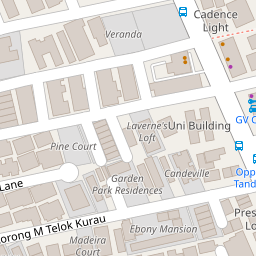 Cadence
Light
Veranda
Laverne's
Loft
Uni Building
GV C
Pine Court
Garden
Park Residences
Candeville
Opp
Tand
Lane
orong M Telok Kurau
Madeira
Court
Ebony Mansion
Pres
Lo